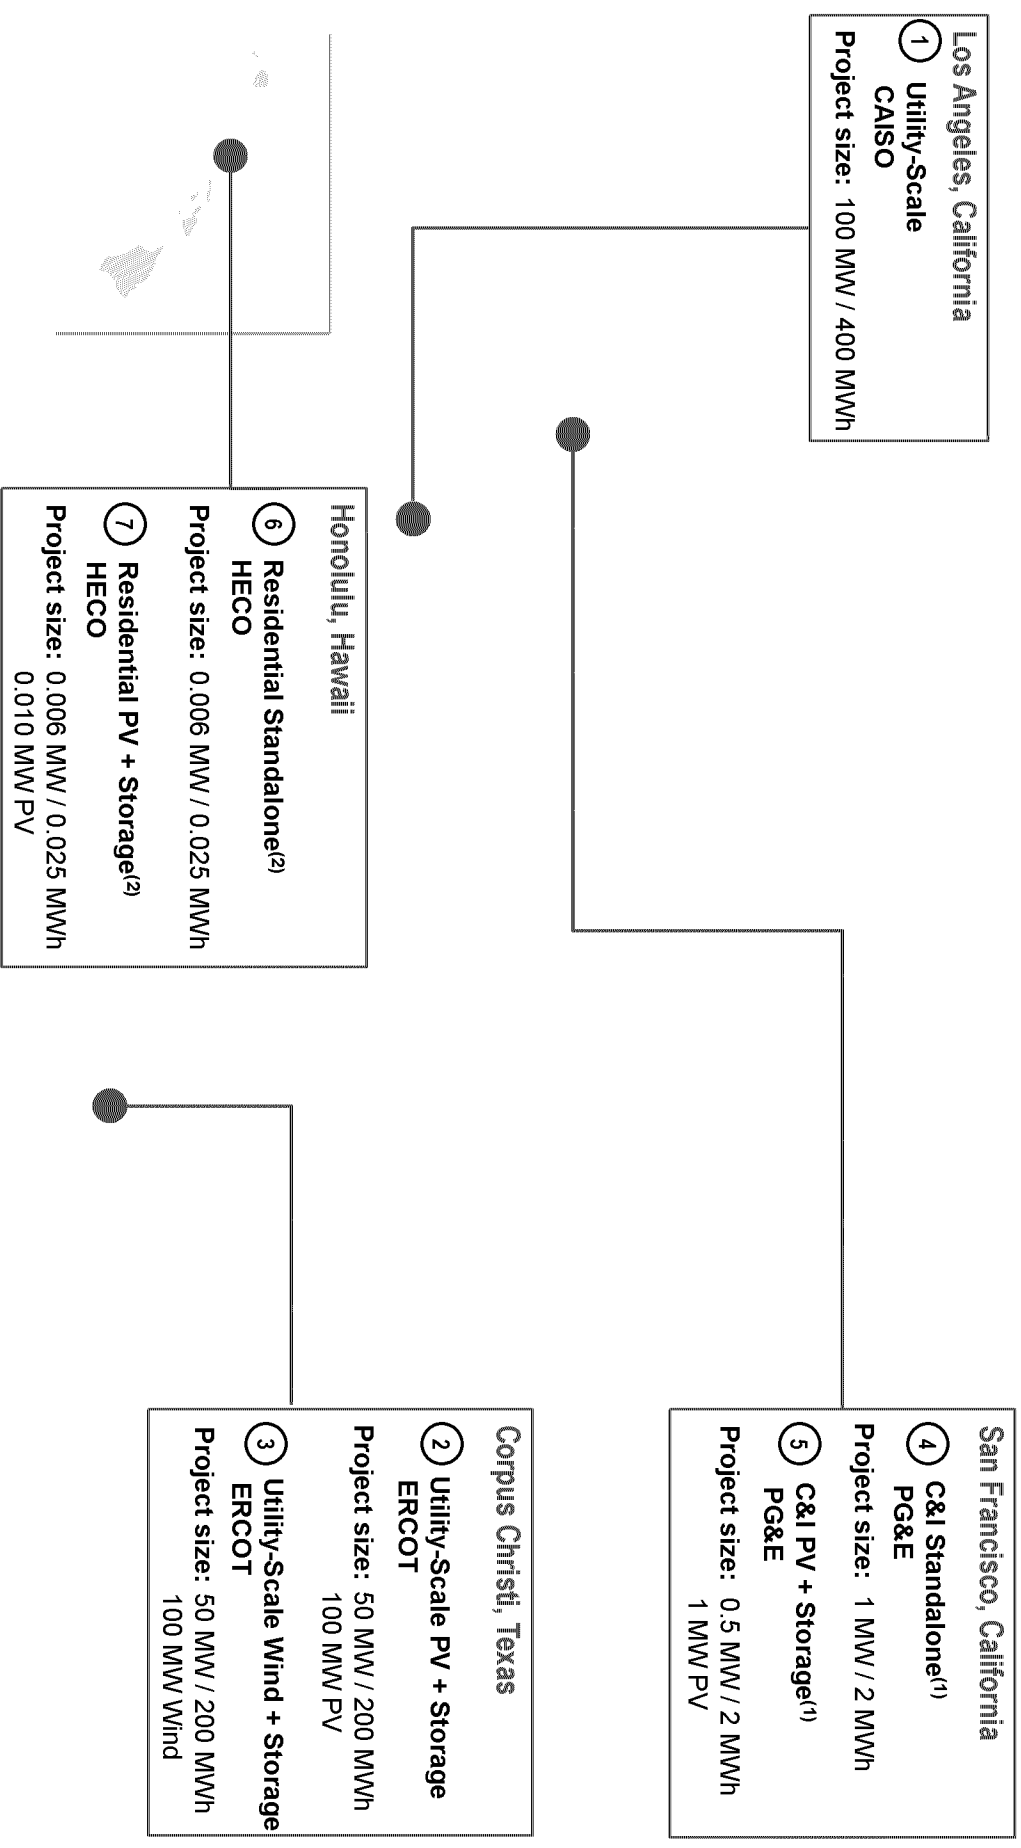 Los Angeles, California
1 Utility-Scale
CAISO
Project size: 100 MW / 400 MWh
San Francisco, California
4 C&I Standalone(1)
PG&E
Project size: 1 MW / 2 MWh
5 C&I PV + Storage(1)
PG&E
Project size: 0.5 MW / 2 MWh
1 MW PV
Honolulu, Hawaii
6 Residential Standalone(2)
HECO
Project size: 0.006 MW / 0.025 MWh
7 Residential PV + Storage(2)
HECO
Project size: 0.006 MW / 0.025 MWh
0.010 MW PV
Corpus Christi, Texas
2 Utility-Scale PV + Storage
ERCOT
Project size: 50 MW / 200 MWh
100 MW PV
3 Utility-Scale Wind + Storage
ERCOT
Project size: 50 MW / 200 MWh
100 MW Wind